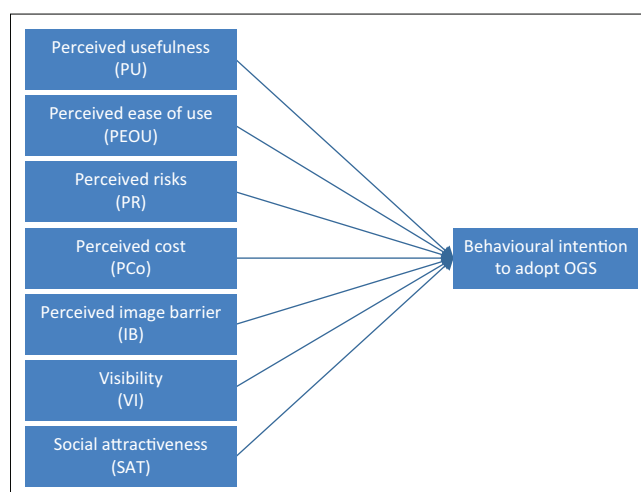 Perceived usefulness
(PU)
Perceived ease of use
(PEOU)
Perceived risks
(PR)
Perceived cost
(PCo)
Perceived image barrier
(IB)
Visibility
(VI)
Social attractiveness
(SAT)
Behavioural intention
to adopt OGS